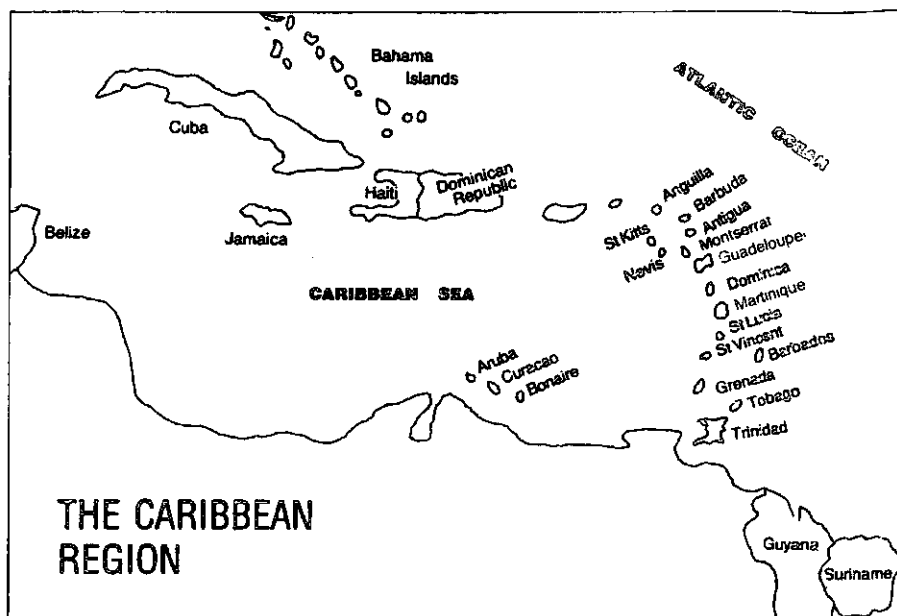 Bahama
Islands
ATLANTIC OCEAN
Cuba
Haiti
Dominican
Republic
Anguilla
Barbuda
Antigua
Montserrat
Guadeloupe
St Kitts
Nevis
Belize
Jamaica
CARIBBEAN SEA
Dominica
Martinique
St Lucia
St Vincent
Barbados
Aruba
Curacao
Bonaire
Grenada
Tobago
Trinidad
THE CARIBBEAN
REGION
Guyana
Suriname